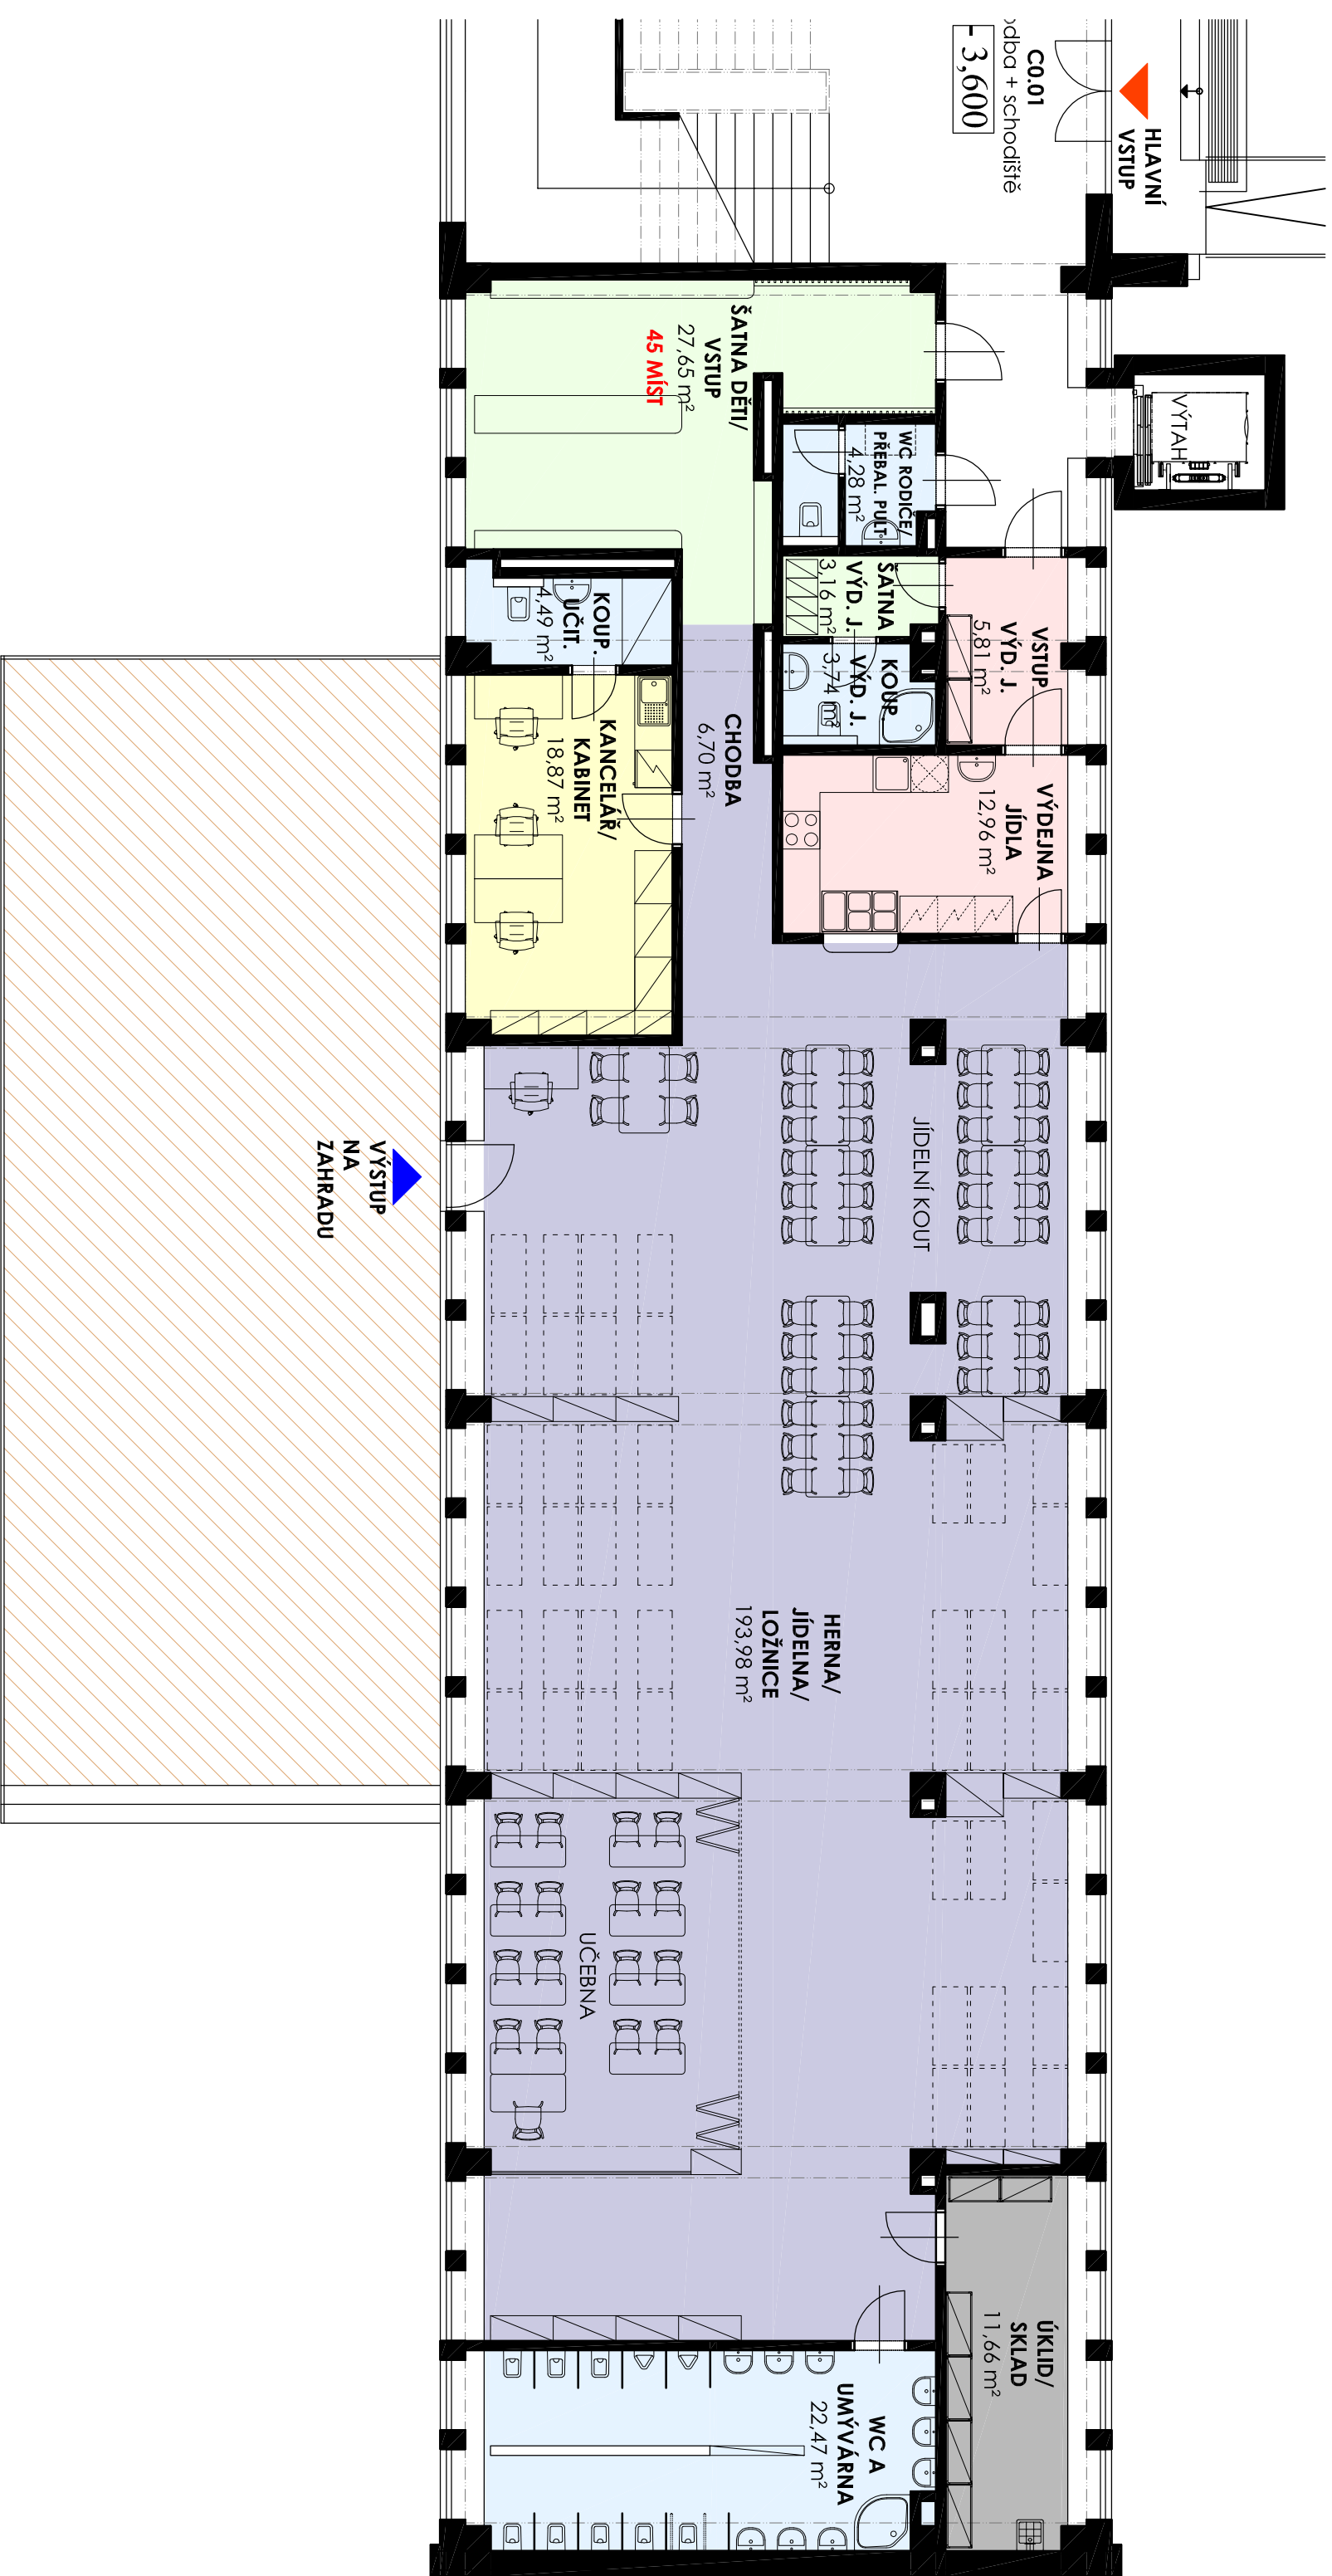 C0.01
odba + schodiště
- 3,600
HLAVNÍ
VSTUP
VÝTAH
ŠATNA DĚTI/
VSTUP
27,65 m²
45 MÍST
WC RODIČE/
PŘEBAL. PULT
4,28 m²
ŠATNA
VÝD. J.
3,16 m²
VSTUP
VÝD. J.
5,81 m²
KOUP.
UČIT.
4,49 m²
KOUP.
VÝD. J.
3,74 m²
KANCELÁŘ/
KABINET
18,87 m²
CHODBA
6,70 m²
VÝDEJNA
JÍDLA
12,96 m²
JÍDELNÍ KOUT
VÝSTUP
NA
ZAHRADU
HERNA/
JÍDELNA/
LOŽNICE
193,98 m²
UČEBNA
ÚKLID/
SKLAD
11,66 m²
WC A
UMÝVÁRNA
22,47 m²